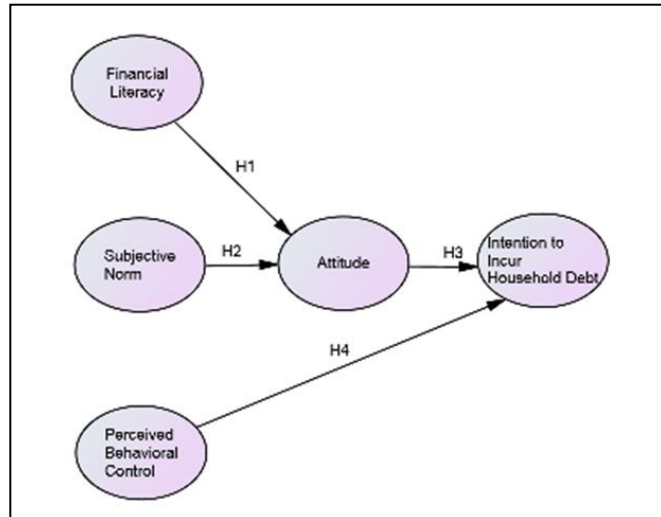 Financial
Literacy
H1
Subjective
Norm
H2
Attitude
H3
Intention to
Incur
Household Debt
H4
Perceived
Behavioral
Control